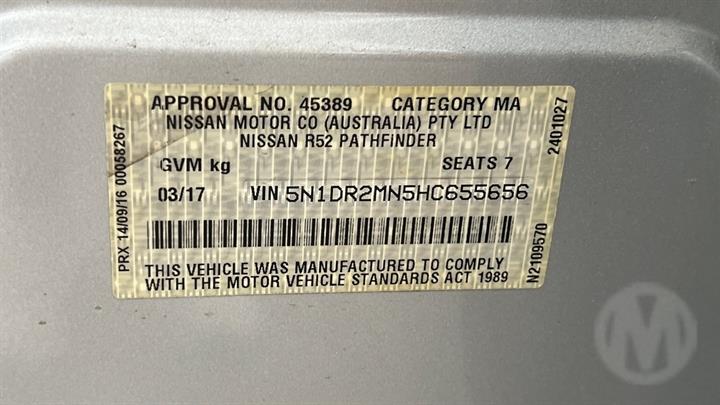 APPROVAL NO. 45389 CATEGORY MA
NISSAN MOTOR CO (AUSTRALIA) PTY LTD
NISSAN R52 PATHFINDER
GVM kg SEATS 7
03/17 VIN 5N1DR2MN5HC655656
THIS VEHICLE WAS MANUFACTURED TO COMPLY
WITH THE MOTOR VEHICLE STANDARDS ACT 1989
PRX 14/09/16 00058267
2401027
N2109570
M